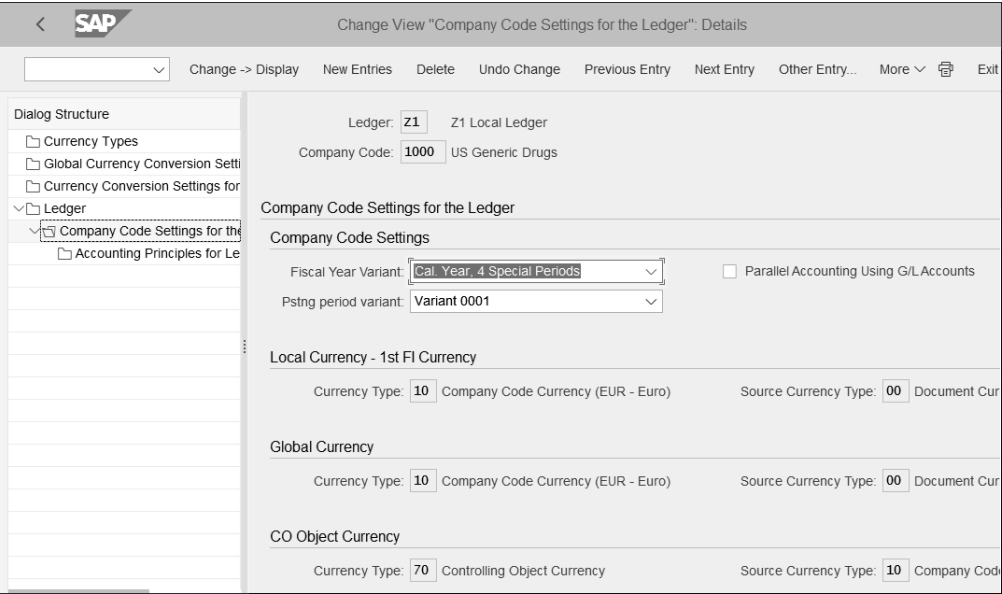 SAP
Change View "Company Code Settings for the Ledger": Details
Change -> Display New Entries Delete Undo Change Previous Entry Next Entry Other Entry... More Exit
Dialog Structure
Currency Types
Global Currency Conversion Setti
Currency Conversion Settings for
Ledger
Company Code Settings for the
Accounting Principles for Le
Ledger: Z1 Z1 Local Ledger
Company Code: 1000 US Generic Drugs
Company Code Settings for the Ledger
Company Code Settings
Fiscal Year Variant: Cal. Year, 4 Special Periods Parallel Accounting Using G/L Accounts
Pstng period variant: Variant 0001
Local Currency - 1st FI Currency
Currency Type: 10 Company Code Currency (EUR - Euro) Source Currency Type: 00 Document Cur
Global Currency
Currency Type: 10 Company Code Currency (EUR - Euro) Source Currency Type: 00 Document Cur
CO Object Currency
Currency Type: 70 Controlling Object Currency Source Currency Type: 10 Company Cod